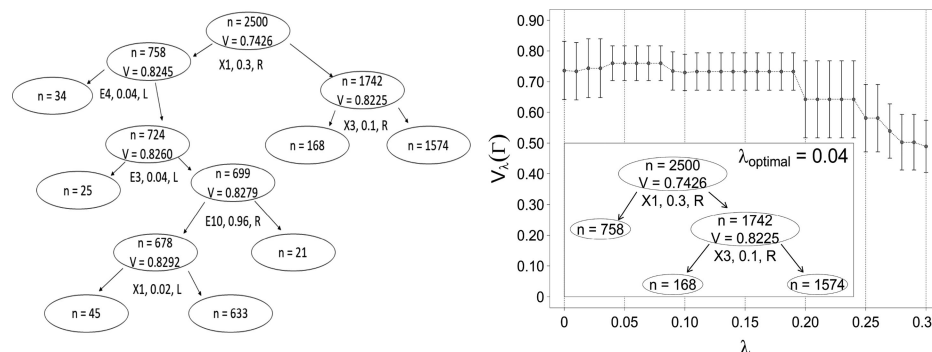 n = 2500
V = 0.7426
X1, 0.3, R
n = 758
V = 0.8245
E4, 0.04, L
n = 34
n = 1742
V = 0.8225
X3, 0.1, R
n = 168
n = 1574
n = 724
V = 0.8260
E3, 0.04, L
n = 25
n = 699
V = 0.8279
E10, 0.96, R
n = 678
V = 0.8292
X1, 0.02, L
n = 21
n = 45
n = 633
Vλ(Γ)
0.90
0.80
0.70
0.60
0.50
0.40
0.30
0.20
0.10
0
λoptimal = 0.04
n = 2500
V = 0.7426
X1, 0.3, R
n = 758
n = 1742
V = 0.8225
X3, 0.1, R
n = 168
n = 1574
0 0.05 0.10 0.15 0.20 0.25 0.3
λ